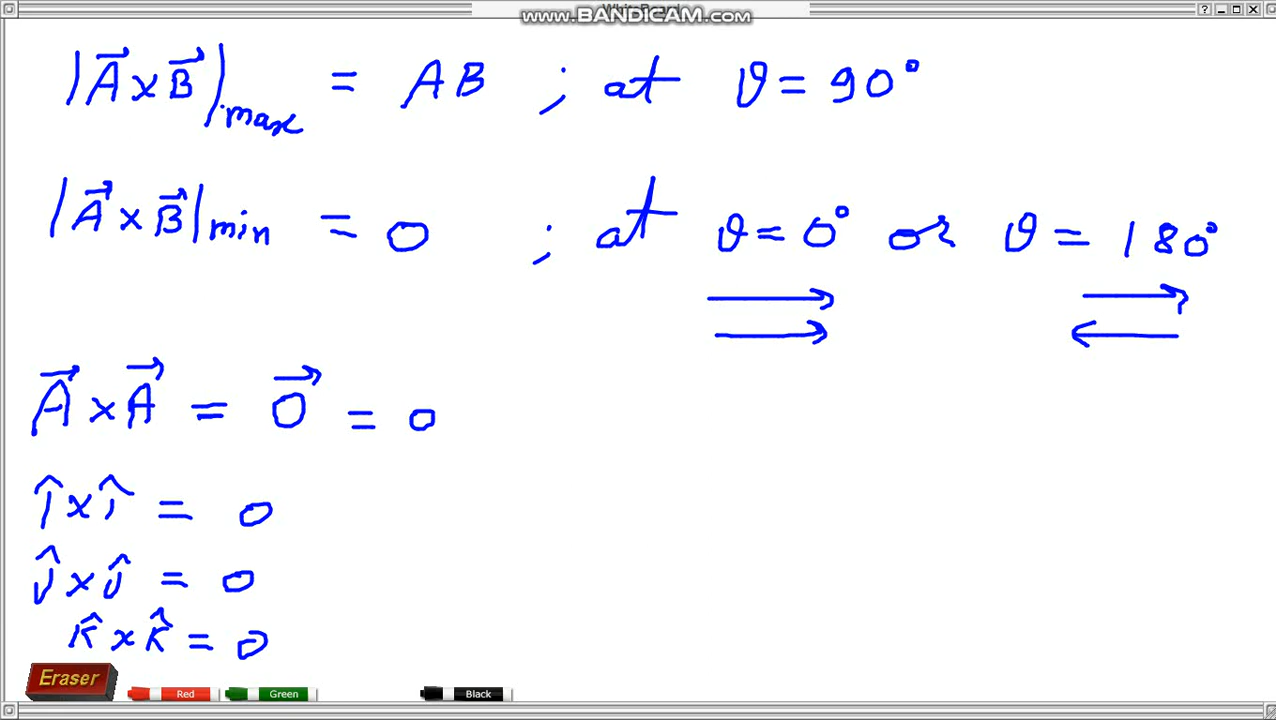 www.BANDICAM.com
|A⃗ × B⃗|max = AB ; at θ = 90°
|A⃗ × B⃗|min = 0 ; at θ = 0° or θ = 180°
A⃗ × A⃗ = 0⃗ = 0
î × î = 0
ĵ × ĵ = 0
k̂ × k̂ = 0
Eraser Red Green Black